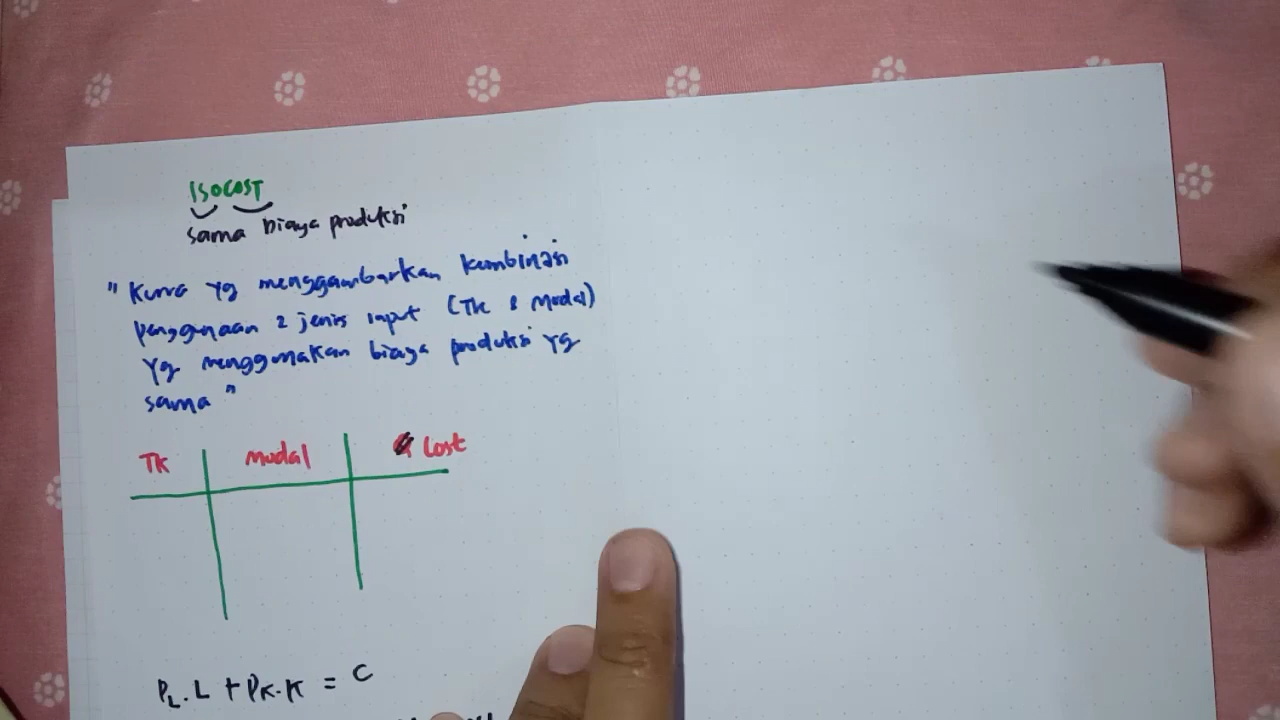 ISOCOST
sama biaya produksi
"Kurva yg menggambarkan kombinasi
penggunaan 2 jenis input (TK & Modal)
yg menggunakan biaya produksi yg
sama"
TK modal Cost
PL.L + PK.K = C